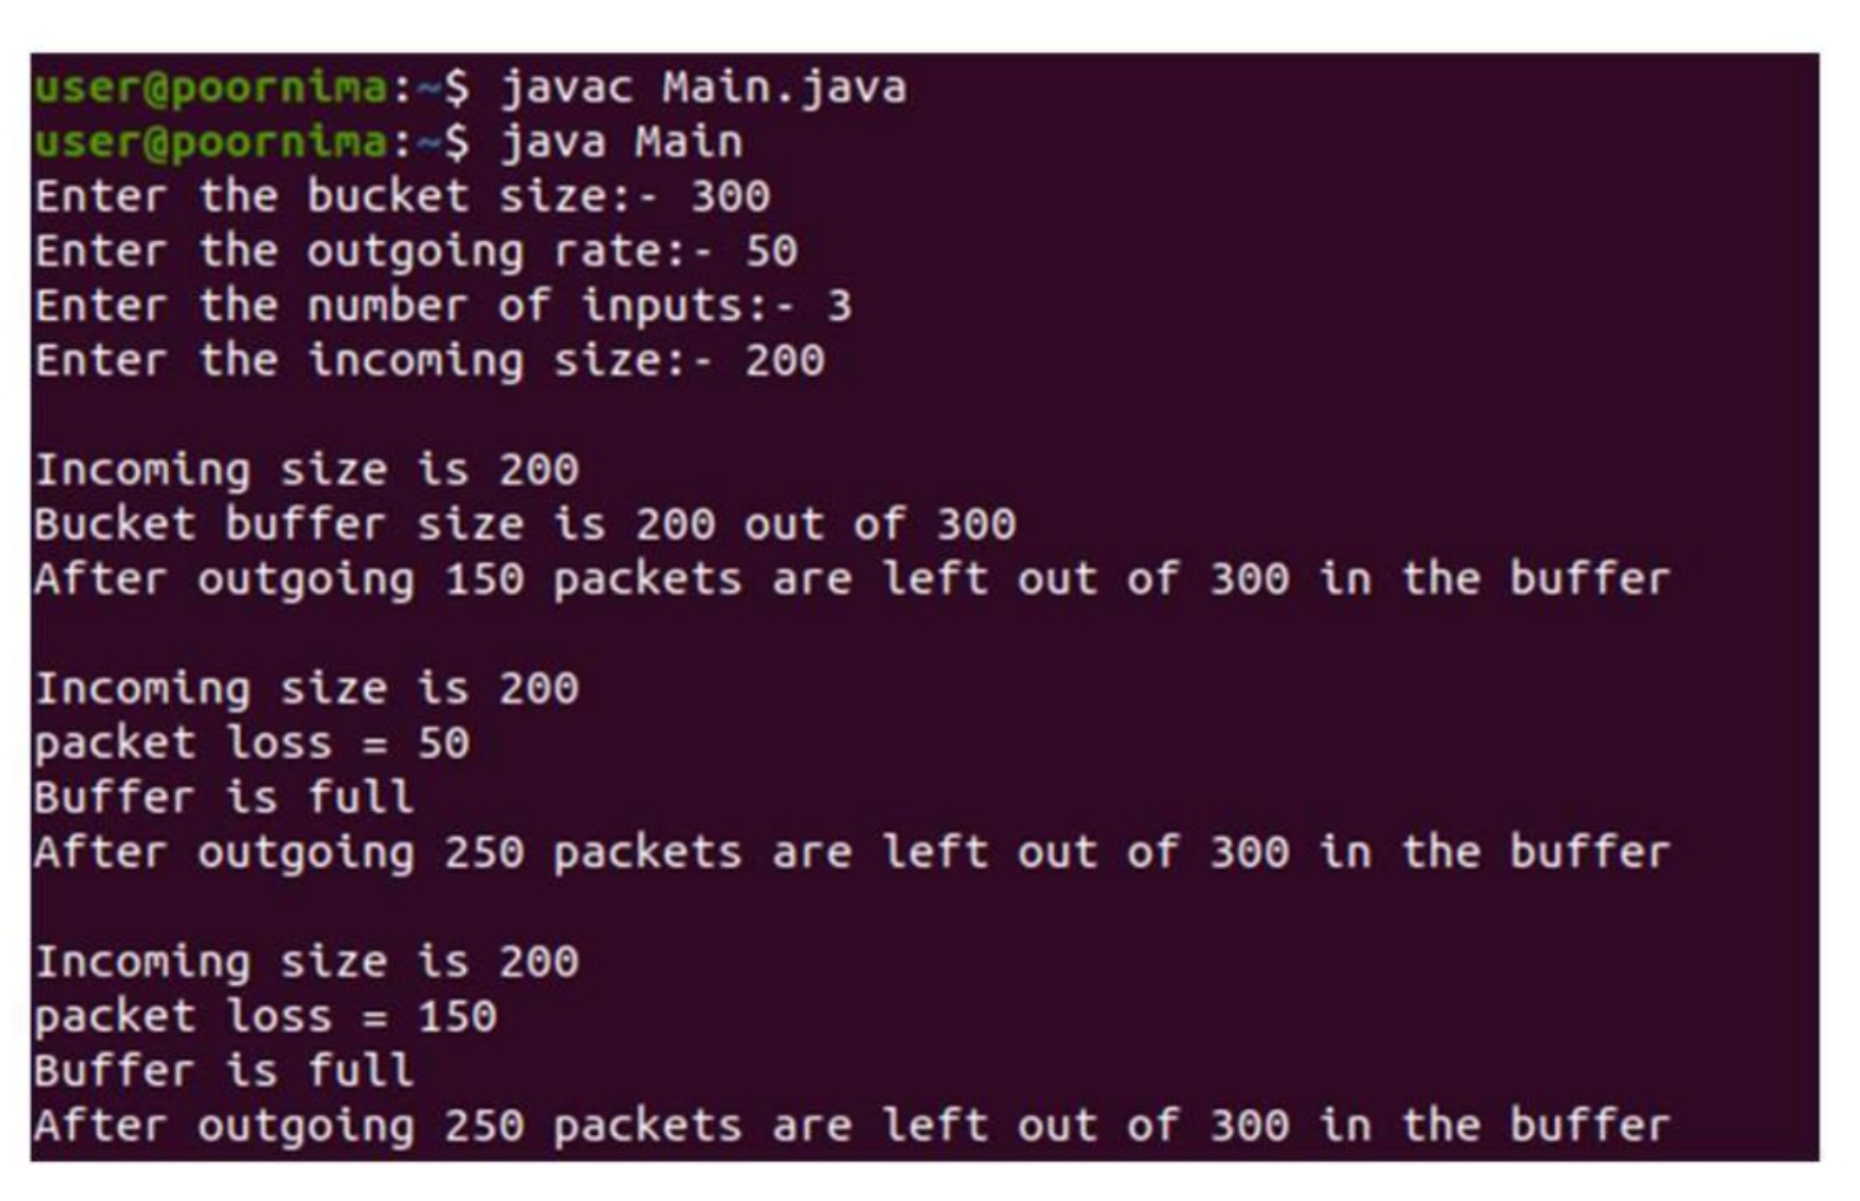 user@poornima:~$ javac Main.java
user@poornima:~$ java Main
Enter the bucket size:- 300
Enter the outgoing rate:- 50
Enter the number of inputs:- 3
Enter the incoming size:- 200
Incoming size is 200
Bucket buffer size is 200 out of 300
After outgoing 150 packets are left out of 300 in the buffer
Incoming size is 200
packet loss = 50
Buffer is full
After outgoing 250 packets are left out of 300 in the buffer
Incoming size is 200
packet loss = 150
Buffer is full
After outgoing 250 packets are left out of 300 in the buffer